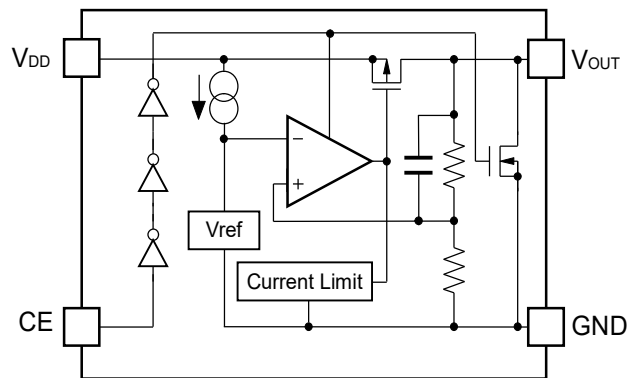 VDD
VOUT
−
+
Vref
Current Limit
CE
GND